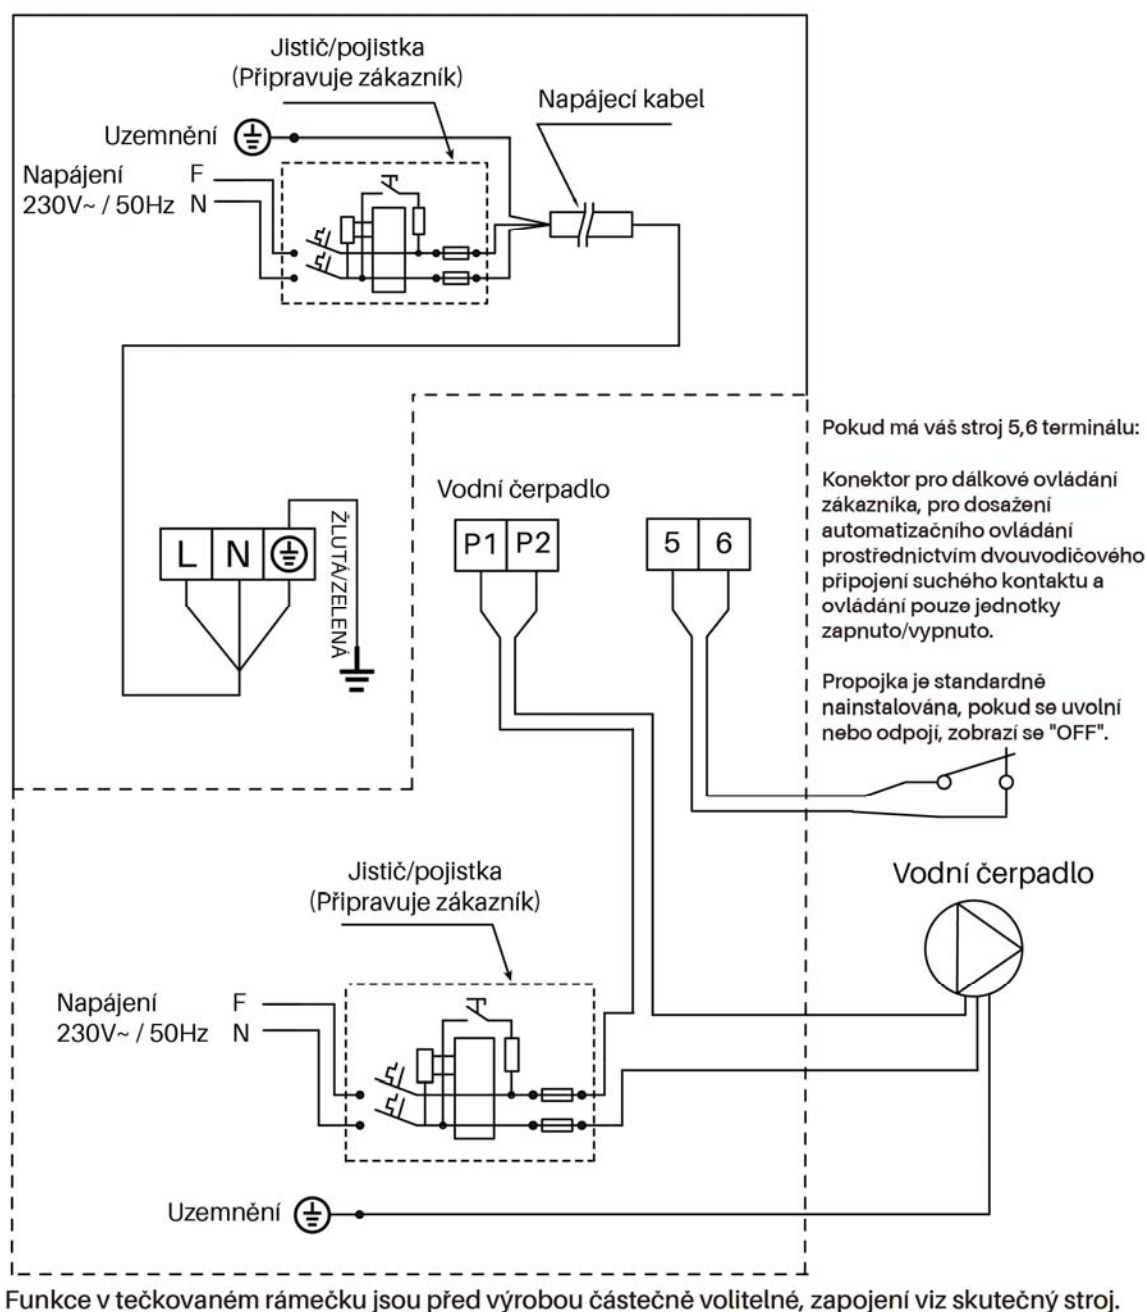 Jistič/pojistka
(Připravuje zákazník)
Napájecí kabel
Uzemnění
Napájení F
230V~ / 50Hz N
Pokud má váš stroj 5,6 terminálu:
Konektor pro dálkové ovládání
zákazníka, pro dosažení
automatizačního ovládání
prostřednictvím dvouvodičového
připojení suchého kontaktu a
ovládání pouze jednotky
zapnuto/vypnuto.
Propojka je standardně
nainstalována, pokud se uvolní
nebo odpojí, zobrazí se "OFF".
Vodní čerpadlo
L N
ŽLUTÁ/ZELENÁ
P1 P2
5 6
Jistič/pojistka
(Připravuje zákazník)
Vodní čerpadlo
Napájení F
230V~ / 50Hz N
Uzemnění
Funkce v tečkovaném rámečku jsou před výrobou částečně volitelné, zapojení viz skutečný stroj.